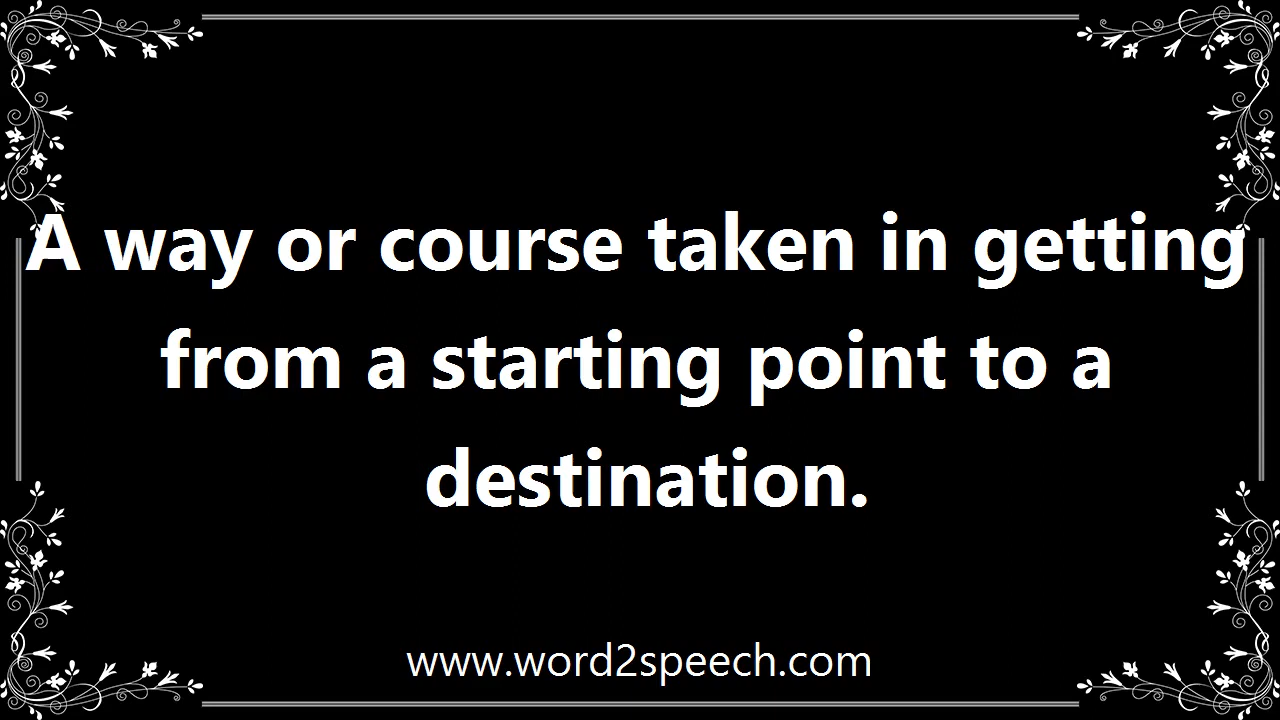 A way or course taken in getting
from a starting point to a
destination.
www.word2speech.com